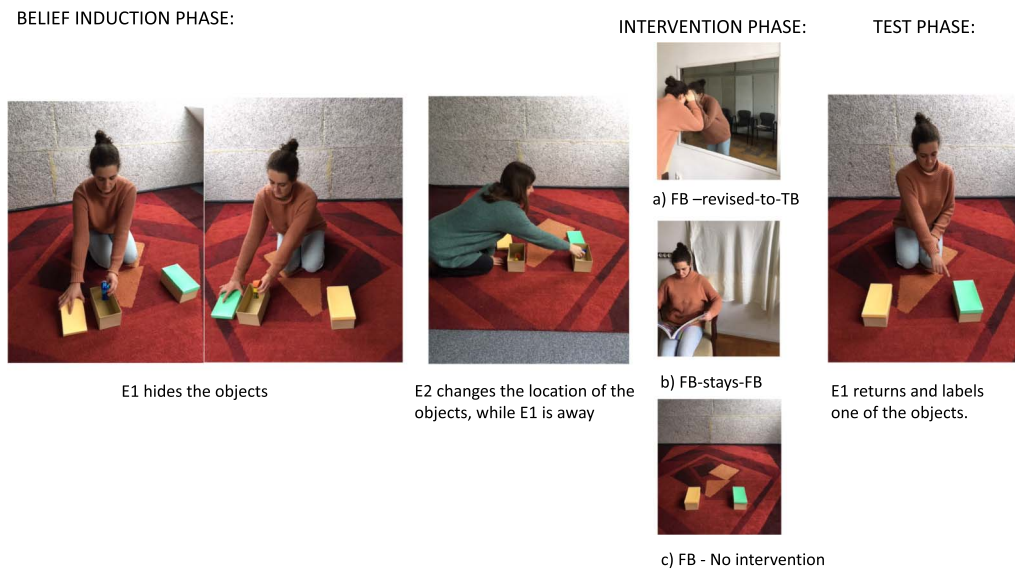 BELIEF INDUCTION PHASE:
INTERVENTION PHASE:
TEST PHASE:
a) FB –revised-to-TB
b) FB-stays-FB
E1 hides the objects
E2 changes the location of the
objects, while E1 is away
E1 returns and labels
one of the objects.
c) FB - No intervention